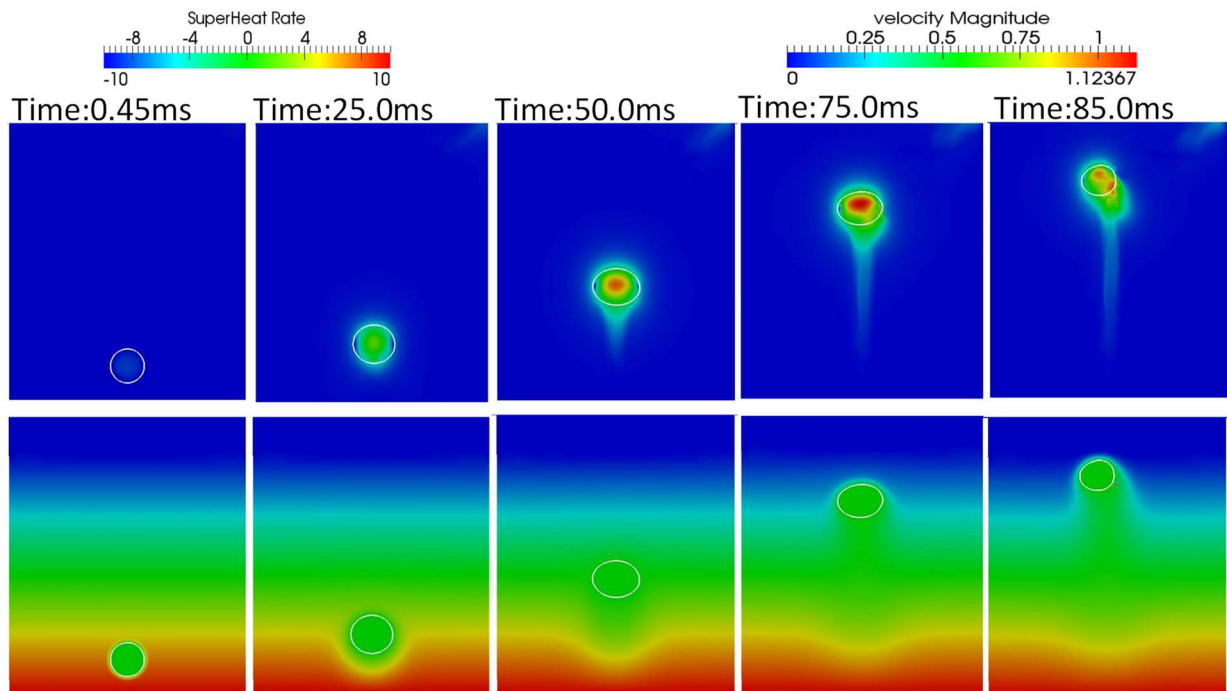 SuperHeat Rate
-8 -4 0 4 8
-10 10
velocity Magnitude
0.25 0.5 0.75 1
0 1.12367
Time:0.45ms Time:25.0ms Time:50.0ms Time:75.0ms Time:85.0ms